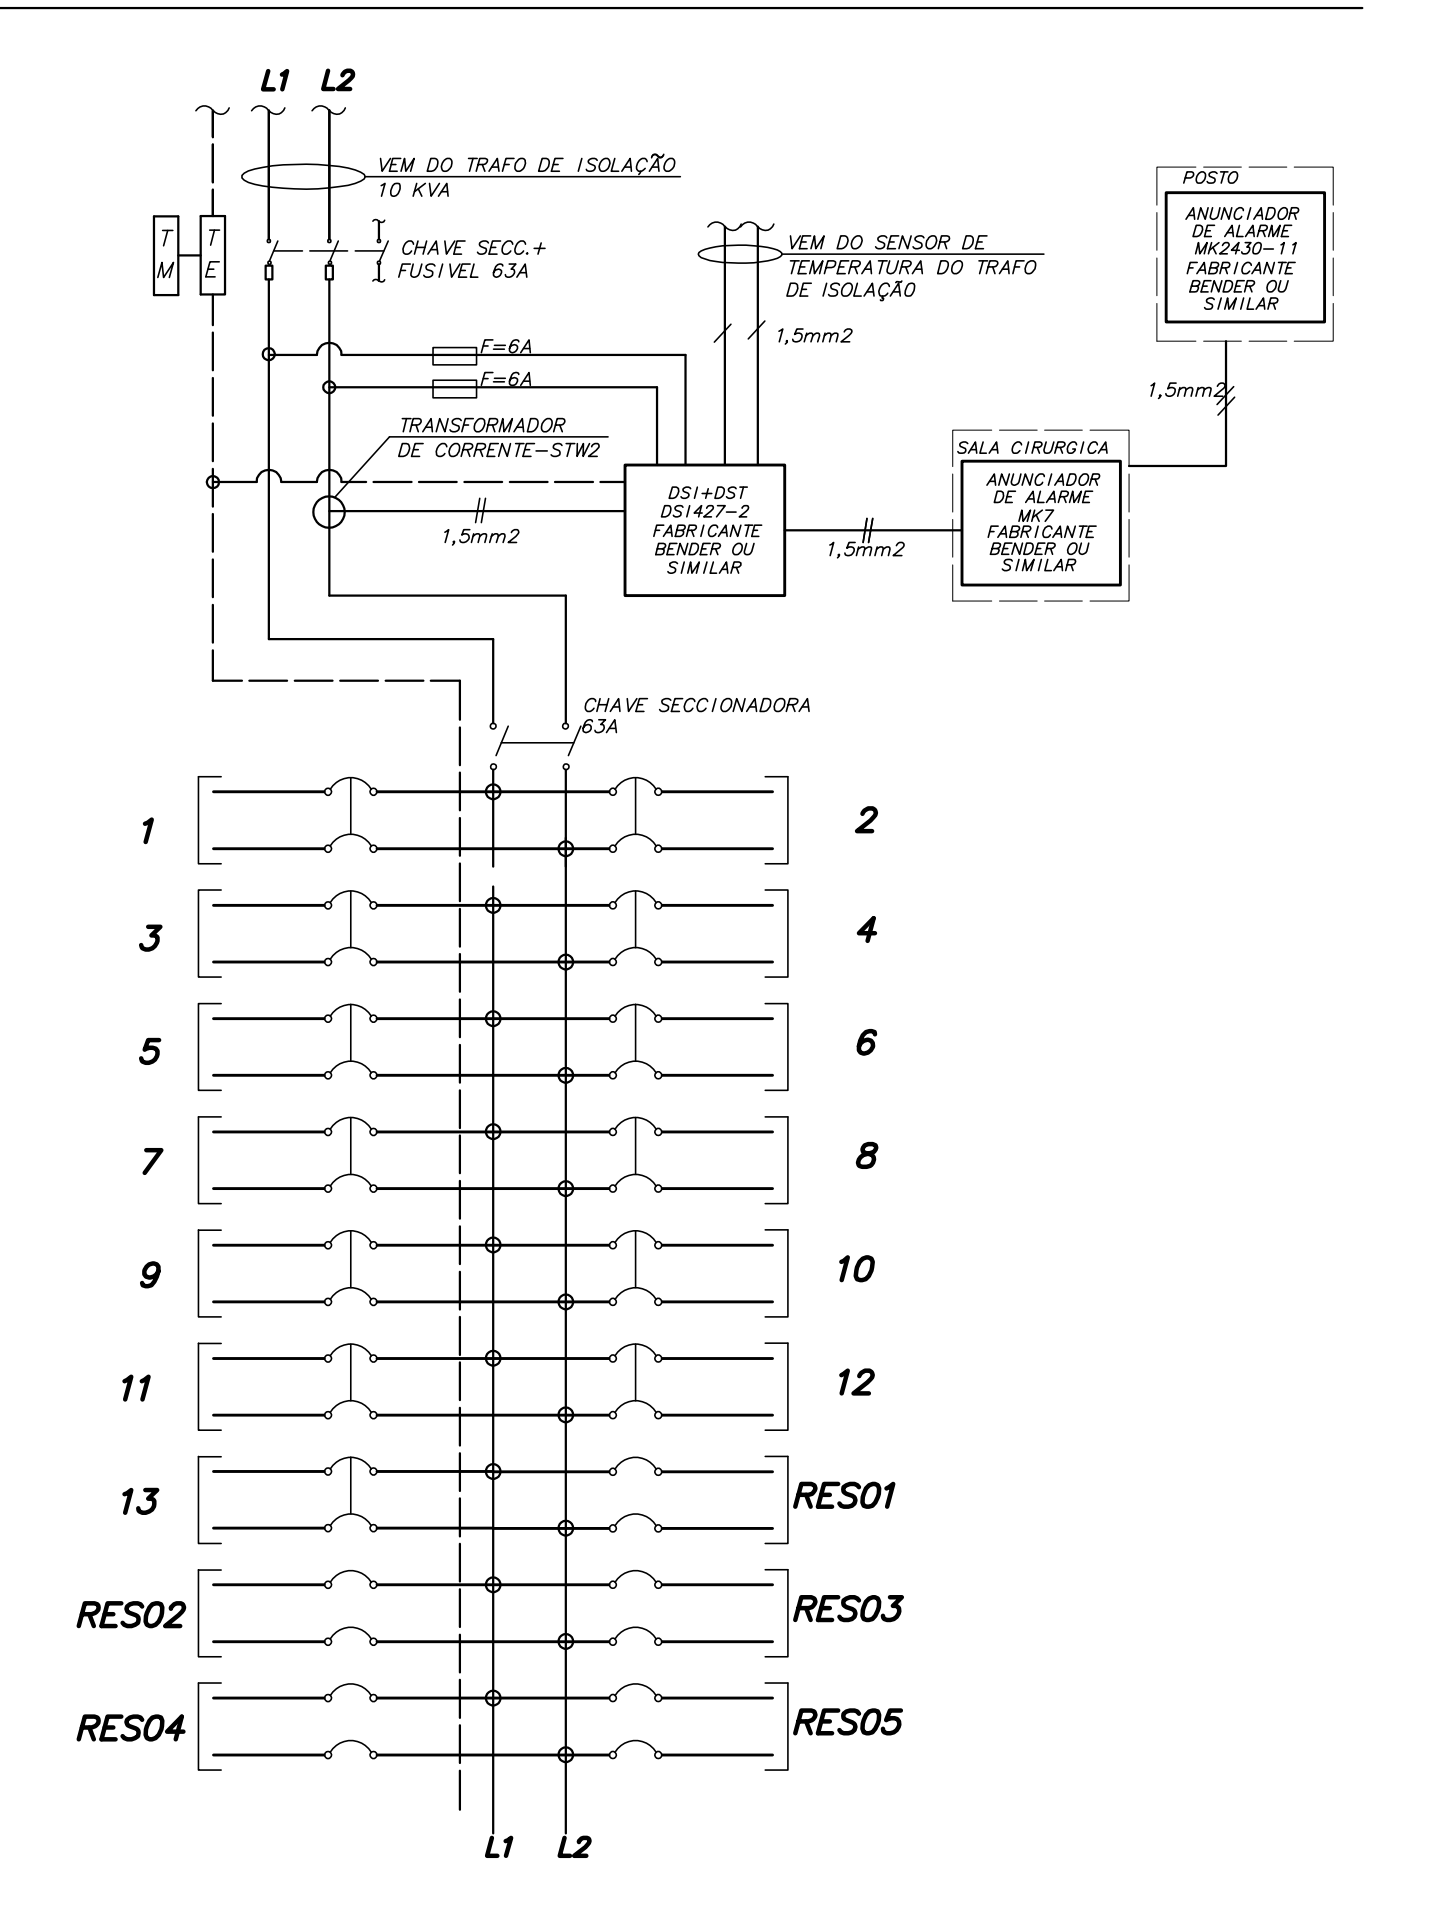 L1 L2
VEM DO TRAFO DE ISOLAÇÃO
10 KVA
POSTO
ANUNCIADOR
DE ALARME
MK2430-11
FABRICANTE
BENDER OU
SIMILAR
T
M
T
E
CHAVE SECC.+
FUSIVEL 63A
VEM DO SENSOR DE
TEMPERATURA DO TRAFO
DE ISOLAÇÃO
1,5mm2
F=6A
F=6A
1,5mm2
TRANSFORMADOR
DE CORRENTE-STW2
SALA CIRURGICA
ANUNCIADOR
DE ALARME
MK7
FABRICANTE
BENDER OU
SIMILAR
DSI+DST
DSI427-2
FABRICANTE
BENDER OU
SIMILAR
1,5mm2
1,5mm2
CHAVE SECCIONADORA
63A
1 2
3 4
5 6
7 8
9 10
11 12
13 RES01
RES02 RES03
RES04 RES05
L1 L2